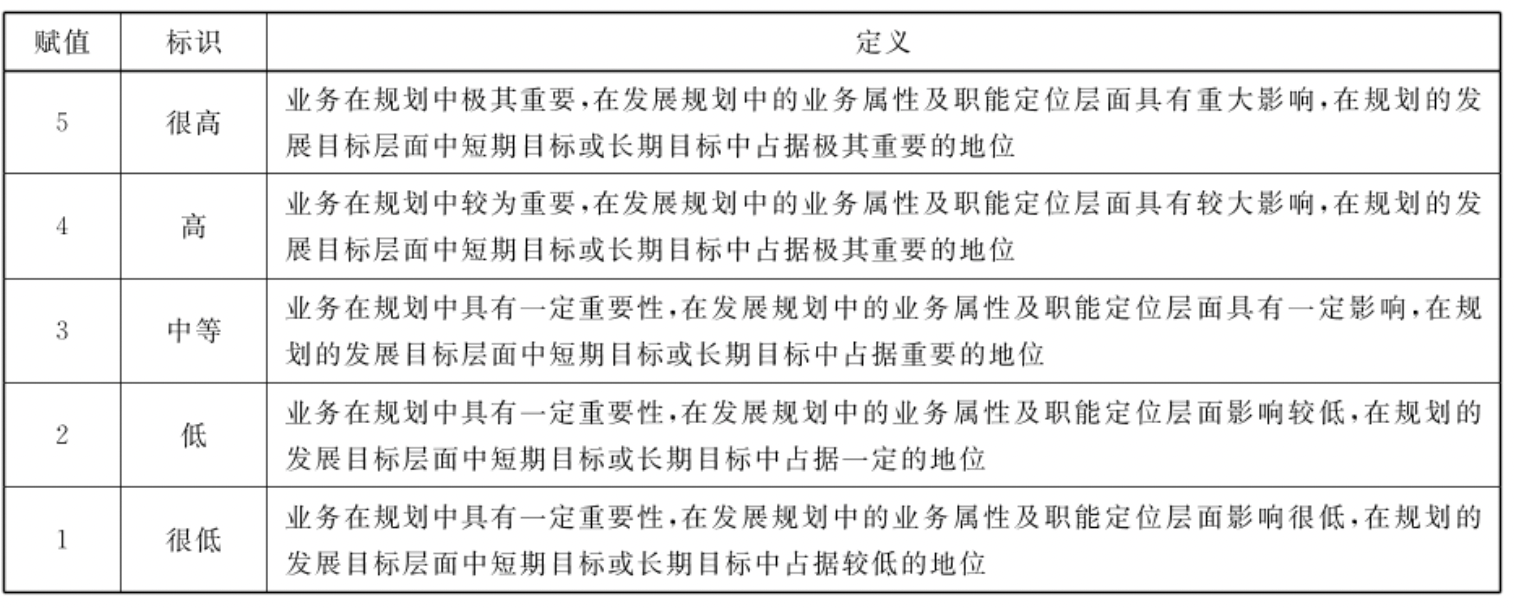 赋值 标识 定义
5 很高 业务在规划中极其重要,在发展规划中的业务属性及职能定位层面具有重大影响,在规划的发
展目标层面中短期目标或长期目标中占据极其重要的地位
4 高 业务在规划中较为重要,在发展规划中的业务属性及职能定位层面具有较大影响,在规划的发
展目标层面中短期目标或长期目标中占据极其重要的地位
3 中等 业务在规划中具有一定重要性,在发展规划中的业务属性及职能定位层面具有一定影响,在规
划的发展目标层面中短期目标或长期目标中占据重要的地位
2 低 业务在规划中具有一定重要性,在发展规划中的业务属性及职能定位层面影响较低,在规划的
发展目标层面中短期目标或长期目标中占据一定的地位
1 很低 业务在规划中具有一定重要性,在发展规划中的业务属性及职能定位层面影响很低,在规划的
发展目标层面中短期目标或长期目标中占据较低的地位